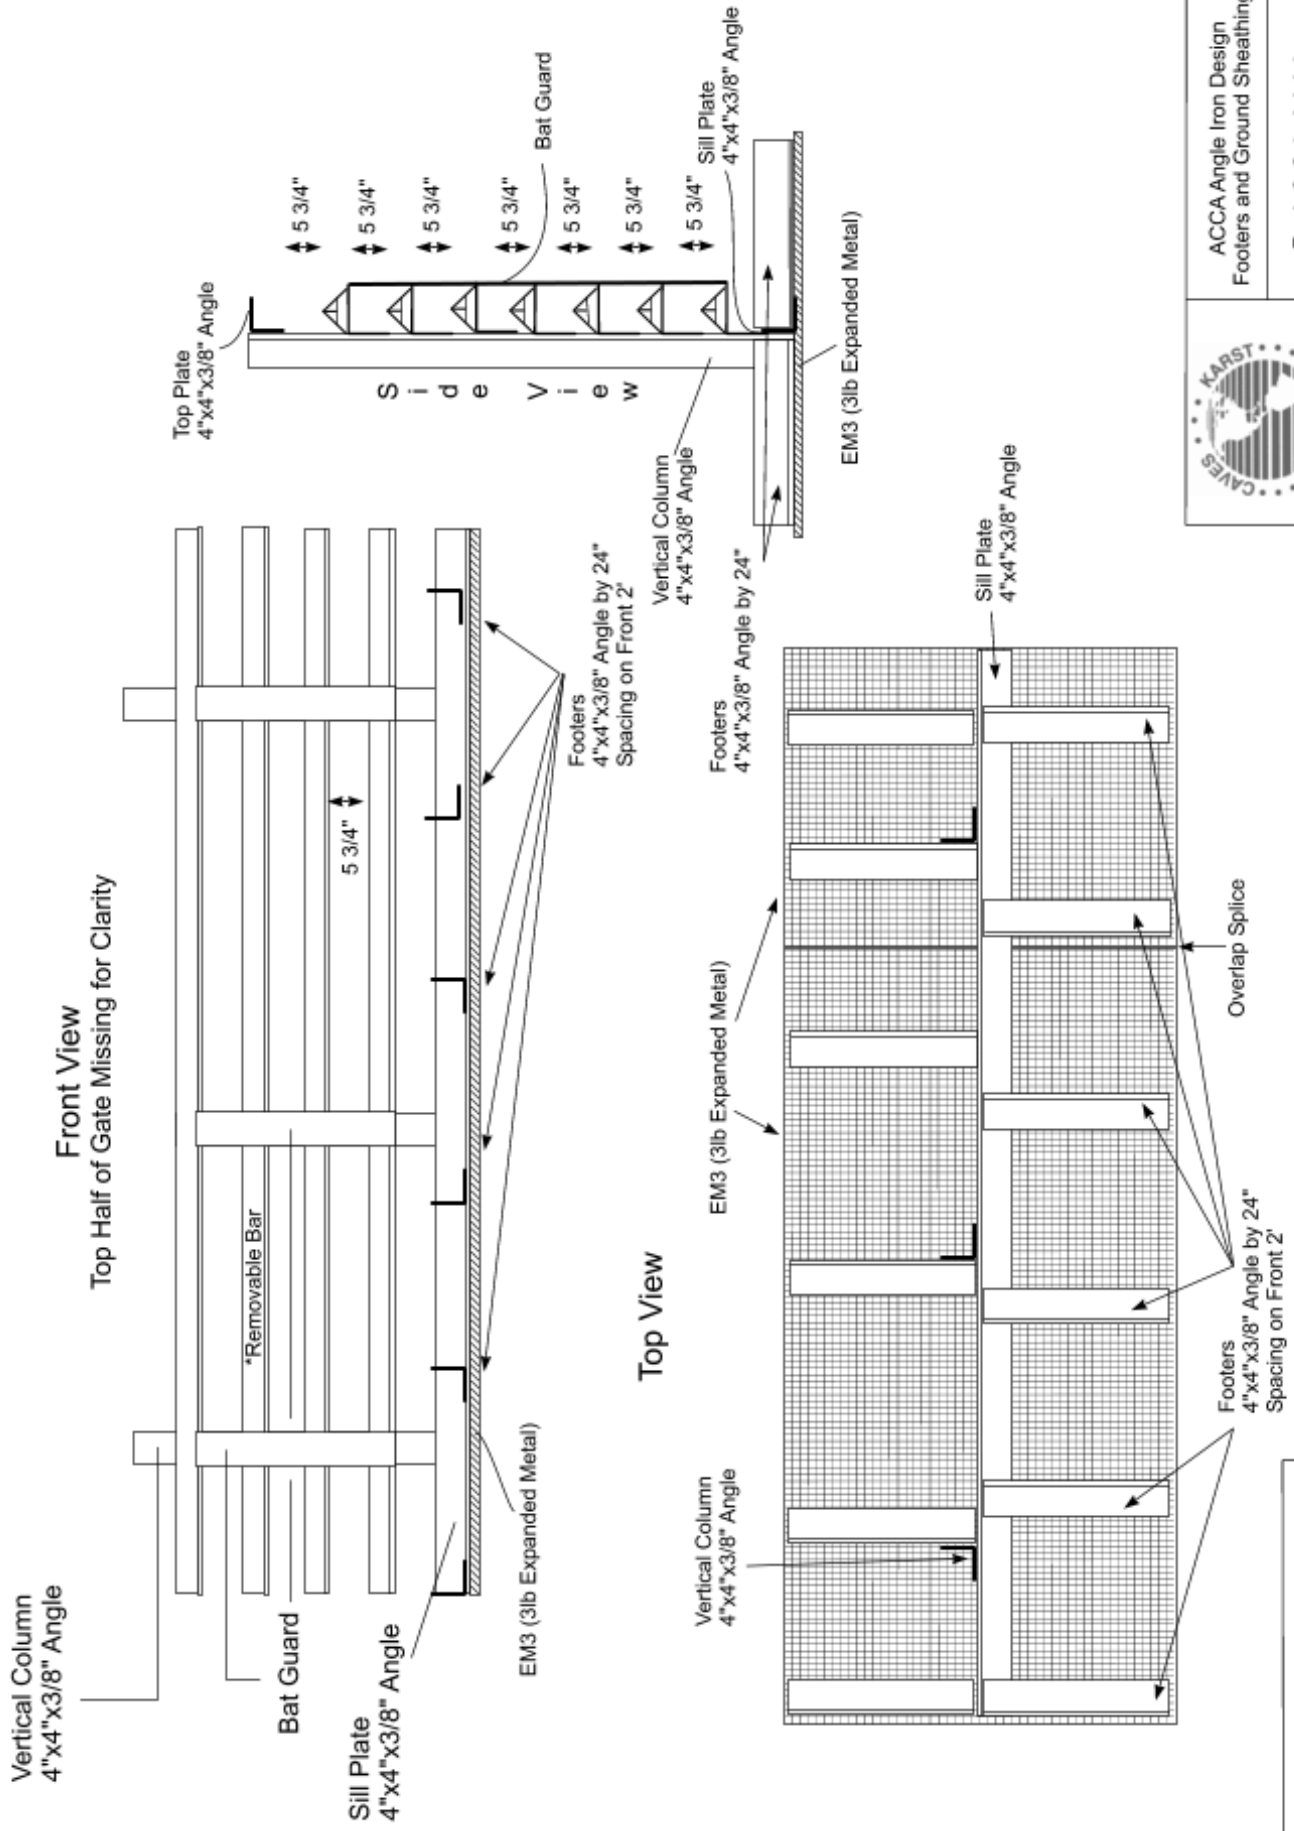 Front View
Top Half of Gate Missing for Clarity
Vertical Column
4"x4"x3/8" Angle
Bat Guard
*Removable Bar
5 3/4"
Sill Plate
4"x4"x3/8" Angle
EM3 (3lb Expanded Metal)
Footers
4"x4"x3/8" Angle by 24"
Spacing on Front 2'
Top Plate
4"x4"x3/8" Angle
Side View
5 3/4"
5 3/4"
5 3/4"
5 3/4"
5 3/4"
5 3/4"
5 3/4"
Bat Guard
Sill Plate
4"x4"x3/8" Angle
Vertical Column
4"x4"x3/8" Angle
Footers
4"x4"x3/8" Angle by 24"
EM3 (3lb Expanded Metal)
Top View
EM3 (3lb Expanded Metal)
Vertical Column
4"x4"x3/8" Angle
Sill Plate
4"x4"x3/8" Angle
Overlap Splice
Footers
4"x4"x3/8" Angle by 24"
Spacing on Front 2'
CAVES KARST
ACCA Angle Iron Design
Footers and Ground Sheathing